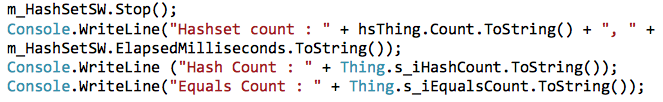 m_HashSetSW.Stop();
Console.WriteLine("Hashset count : " + hsThing.Count.ToString() + ", " +
m_HashSetSW.ElapsedMilliseconds.ToString());
Console.WriteLine ("Hash Count : " + Thing.s_iHashCount.ToString());
Console.WriteLine("Equals Count : " + Thing.s_iEqualsCount.ToString());